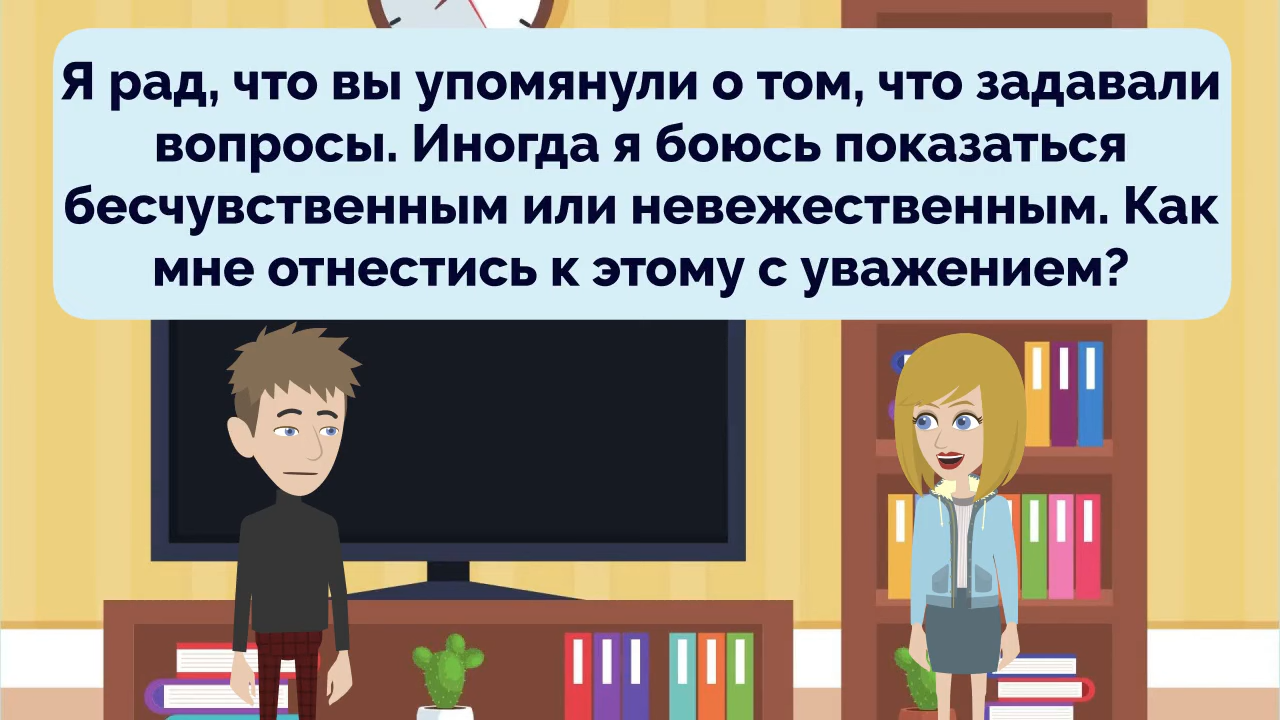 Я рад, что вы упомянули о том, что задавали
вопросы. Иногда я боюсь показаться
бесчувственным или невежественным. Как
мне отнестись к этому с уважением?